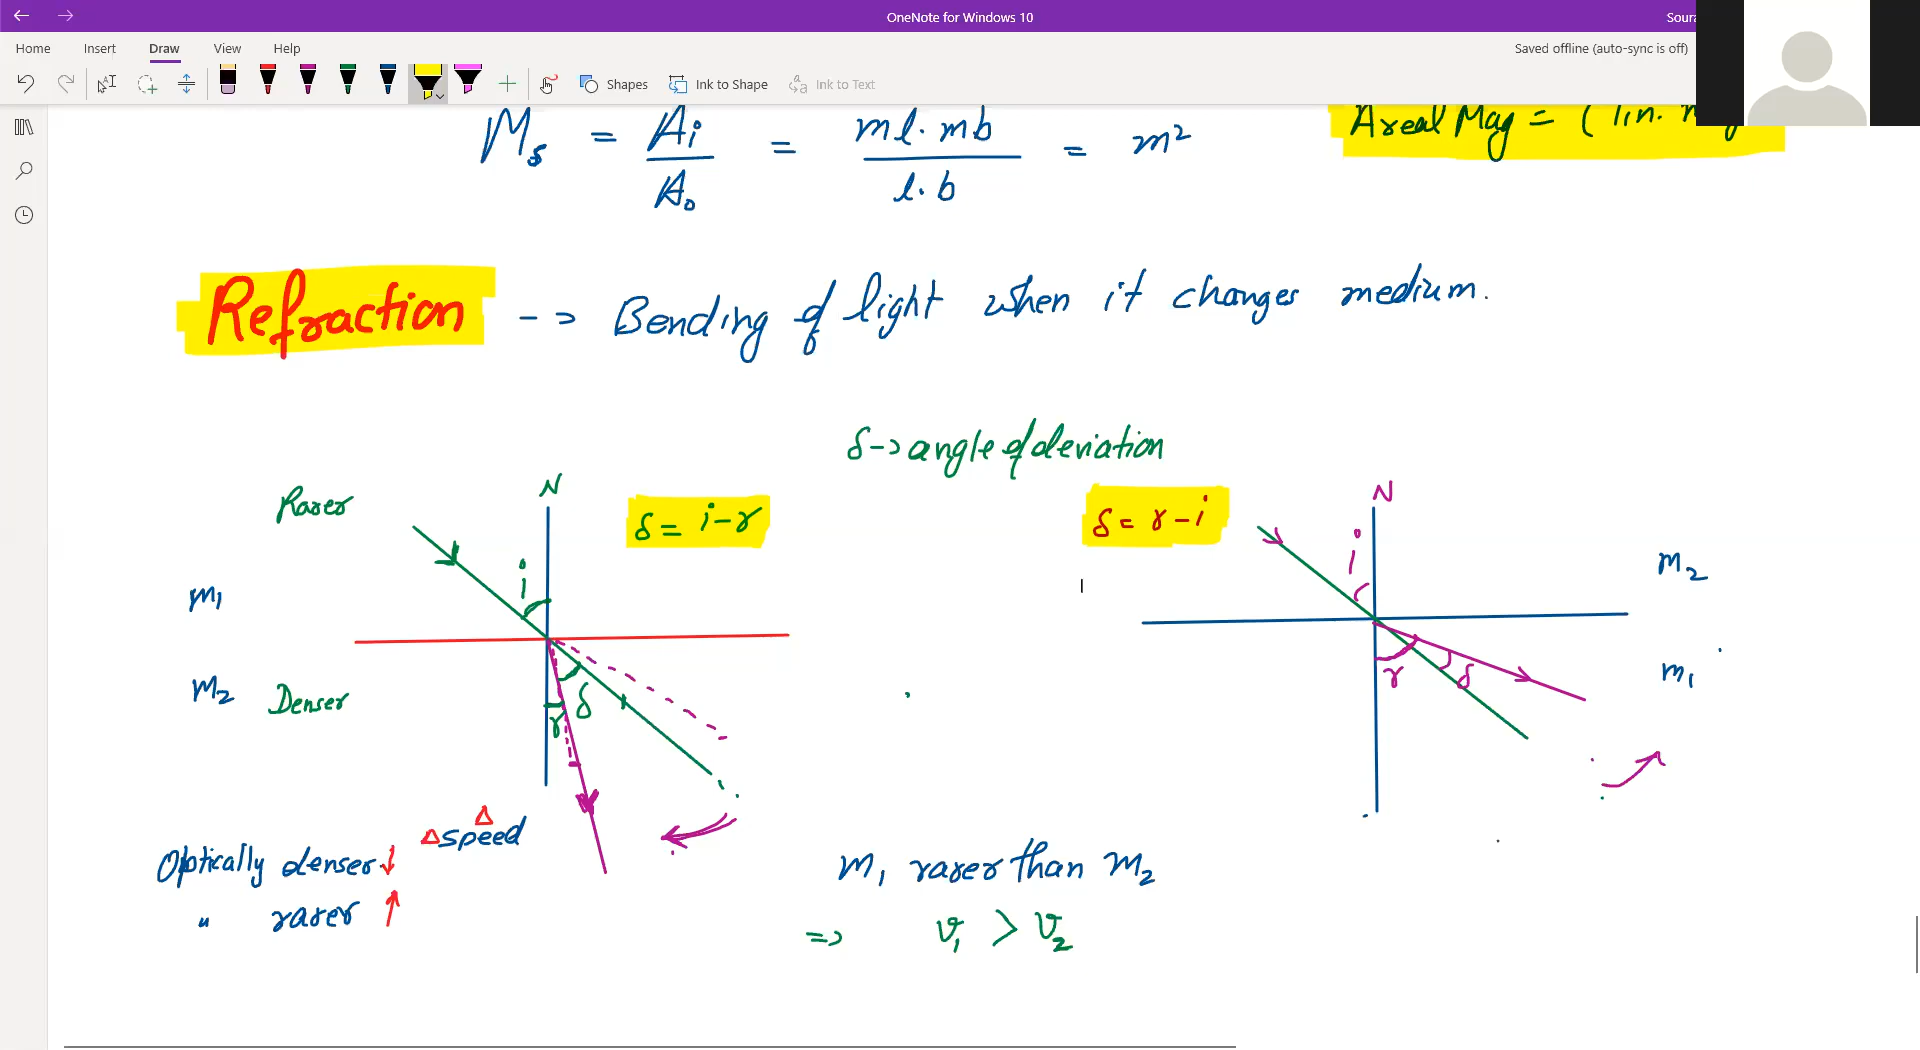 OneNote for Windows 10
Home Insert Draw View Help
Saved offline (auto-sync is off)
Shapes Ink to Shape Ink to Text
Ms = Ai / Ao = ml. mb / l. b = m²
Areal Mag = (lin.
Refraction --> Bending of light when it changes medium.
δ -> angle of deviation
Rarer
N
δ = i - r
i
m1
m2
Denser
δ
r
δ = r - i
N
i
m2
m1
r
δ
Δspeed
Δ
Optically denser ↓
" rarer ↑
m1 rarer than m2
=> v1 > v2